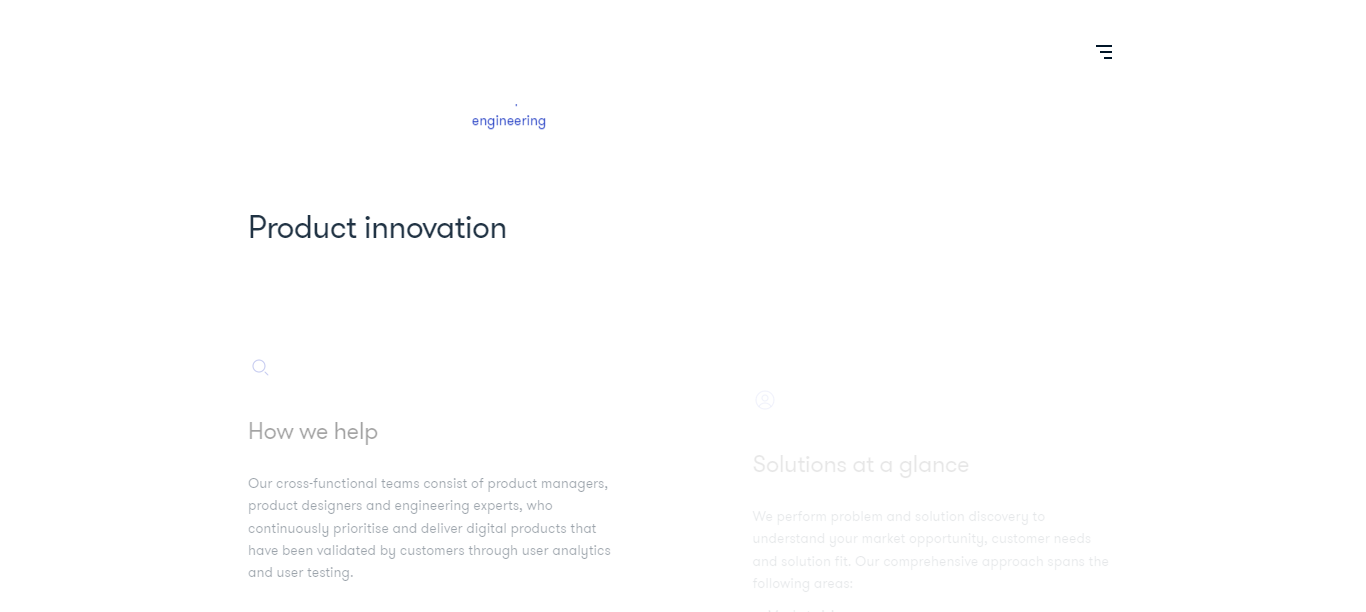 engineering
Product innovation
How we help
Our cross-functional teams consist of product managers,
product designers and engineering experts, who
continuously prioritise and deliver digital products that
have been validated by customers through user analytics
and user testing.
Solutions at a glance
We perform problem and solution discovery to
understand your market opportunity, customer needs
and solution fit. Our comprehensive approach spans the
following areas: